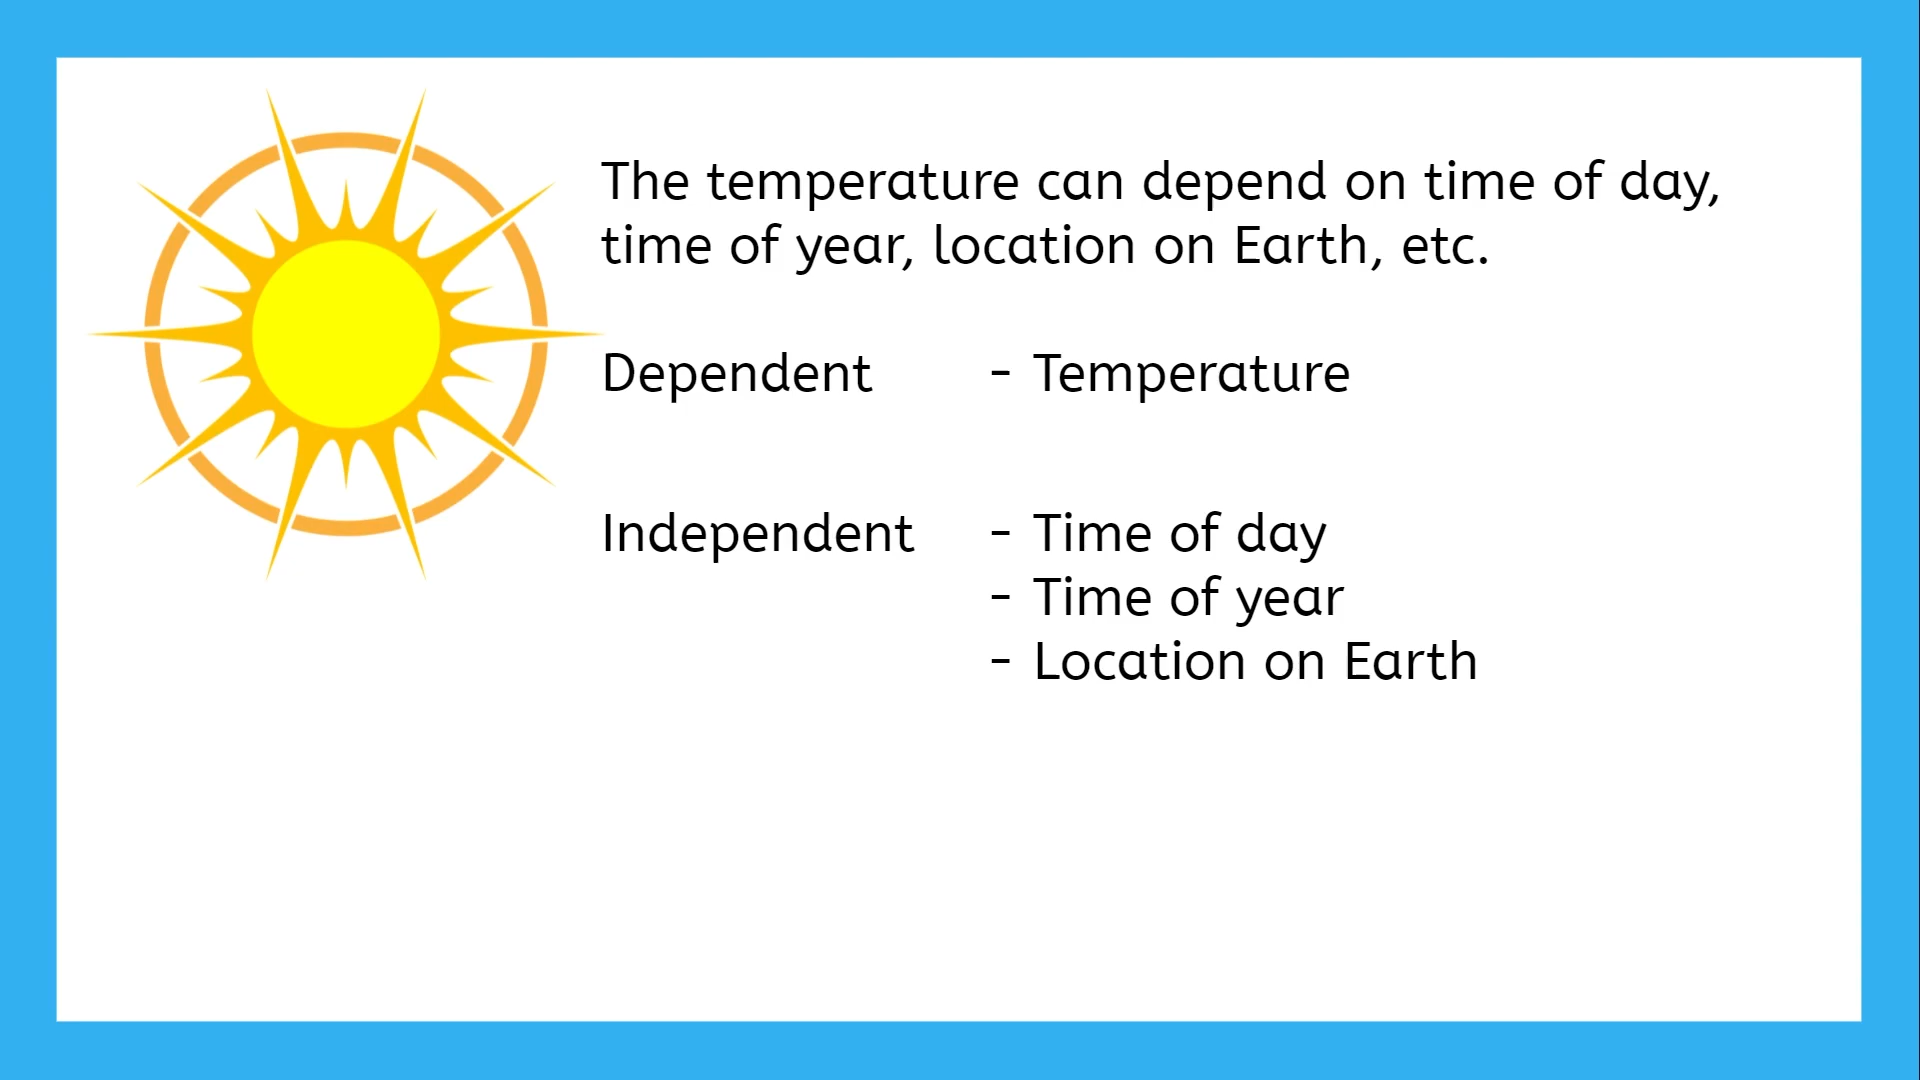 The temperature can depend on time of day,
time of year, location on Earth, etc.
Dependent - Temperature
Independent - Time of day
- Time of year
- Location on Earth